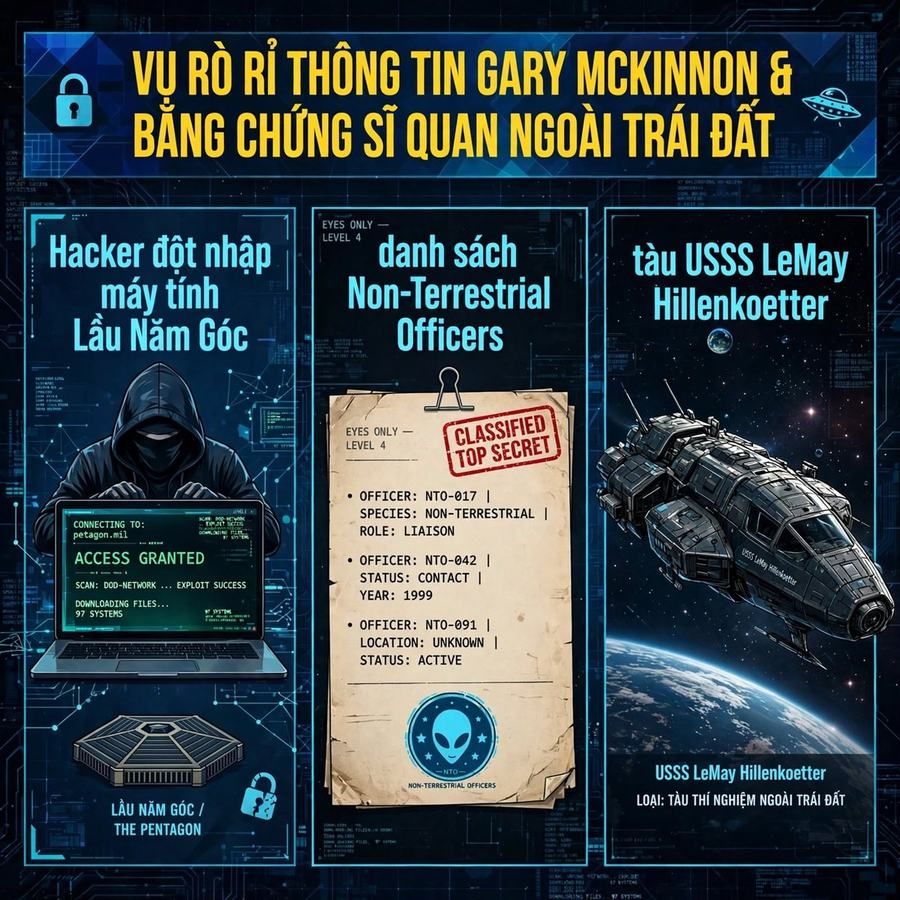 VỤ RÒ RỈ THÔNG TIN GARY MCKINNON &
BẰNG CHỨNG SĨ QUAN NGOÀI TRÁI ĐẤT
Hacker đột nhập
máy tính
Lầu Năm Góc
CONNECTING TO:
petagon.mil
ACCESS GRANTED
SCAN: DOD-NETWORK ... EXPLOIT SUCCESS
DOWNLOADING FILES...
97 SYSTEMS
LẦU NĂM GÓC /
THE PENTAGON
EYES ONLY —
LEVEL 4
danh sách
Non-Terrestrial
Officers
EYES ONLY —
LEVEL 4
CLASSIFIED
TOP SECRET
• OFFICER: NTO-017 |
SPECIES: NON-TERRESTRIAL |
ROLE: LIAISON
• OFFICER: NTO-042 |
STATUS: CONTACT |
YEAR: 1999
• OFFICER: NTO-091 |
LOCATION: UNKNOWN |
STATUS: ACTIVE
— NTO —
NON-TERRESTRIAL OFFICERS
tàu USSS LeMay
Hillenkoetter
USSS LeMay Hillenkoetter
USSS LeMay Hillenkoetter
LOẠI: TÀU THÍ NGHIỆM NGOÀI TRÁI ĐẤT